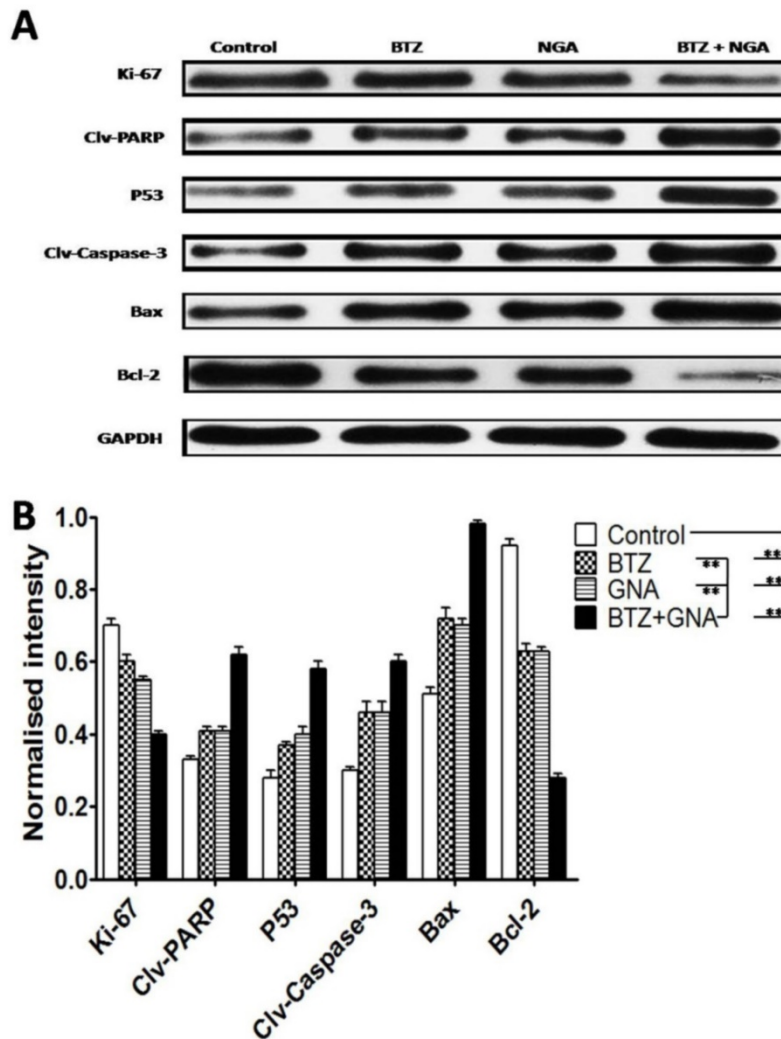 A
Control BTZ NGA BTZ + NGA
Ki-67
Clv-PARP
P53
Clv-Caspase-3
Bax
Bcl-2
GAPDH
B
Normalised intensity
1.0
0.8
0.6
0.4
0.2
0.0
Ki-67
Clv-PARP
P53
Clv-Caspase-3
Bax
Bcl-2
Control
BTZ ** **
GNA ** **
BTZ+GNA **